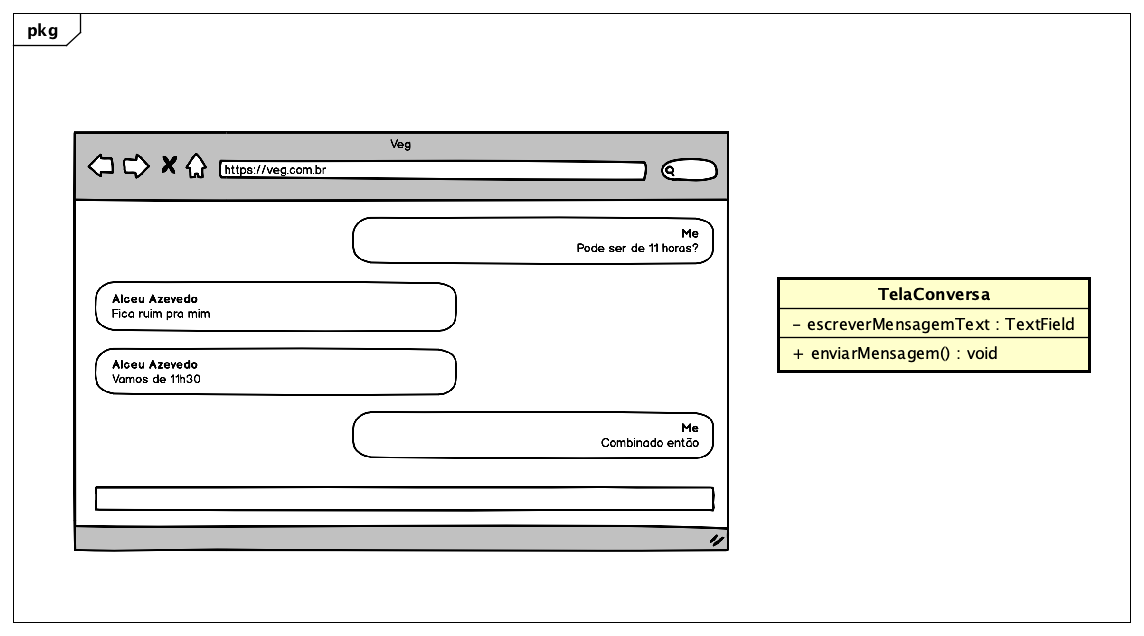 pkg
Veg
https://veg.com.br
Me
Pode ser de 11 horas?
Alceu Azevedo
Fica ruim pra mim
Alceu Azevedo
Vamos de 11h30
Me
Combinado então
TelaConversa
- escreverMensagemText : TextField
+ enviarMensagem() : void